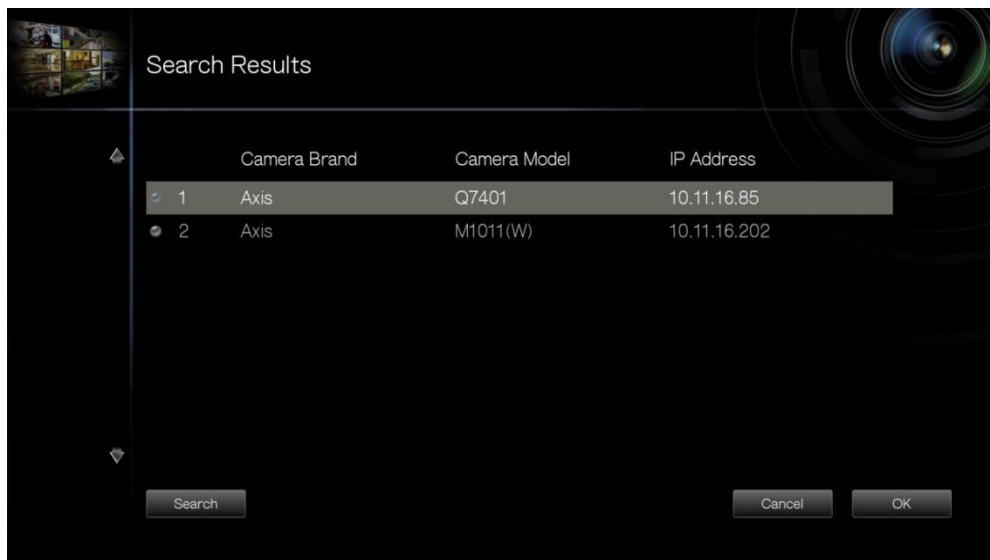 Search Results
Camera Brand Camera Model IP Address
1 Axis Q7401 10.11.16.85
2 Axis M1011(W) 10.11.16.202
Search Cancel OK